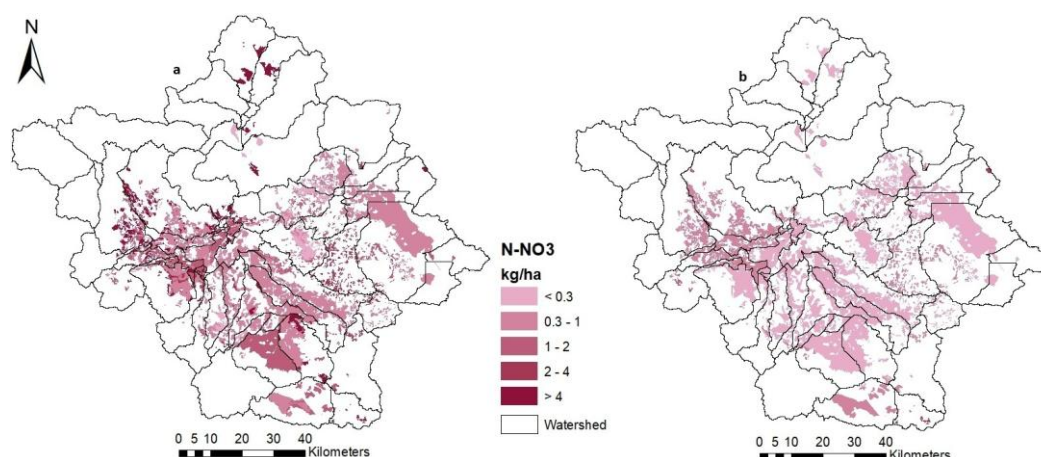 N
a
b
N-NO3
kg/ha
< 0.3
0.3 - 1
1 - 2
2 - 4
> 4
Watershed
0 5 10 20 30 40
Kilometers
0 5 10 20 30 40
Kilometers